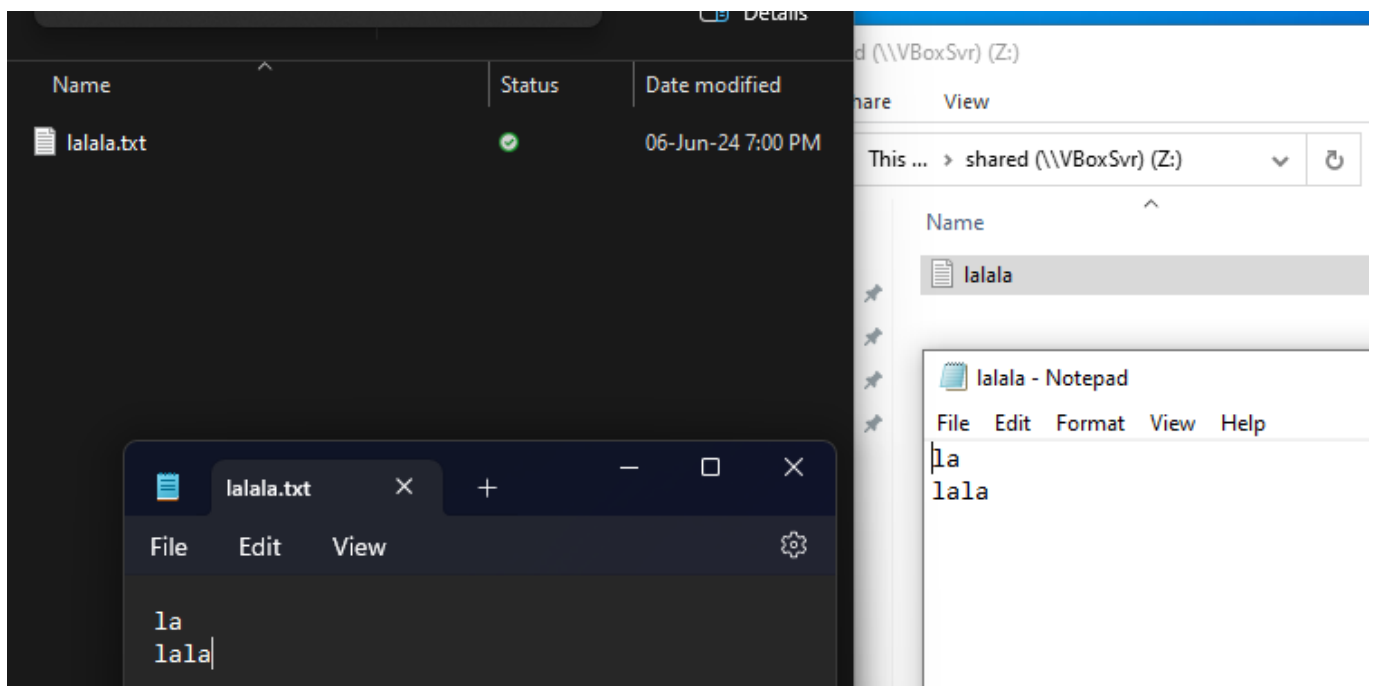 Details
Name Status Date modified
lalala.txt 06-Jun-24 7:00 PM
lalala.txt
File Edit View
la
lala
d (\\VBoxSvr) (Z:)
hare View
This ... > shared (\\VBoxSvr) (Z:)
Name
lalala
lalala - Notepad
File Edit Format View Help
la
lala